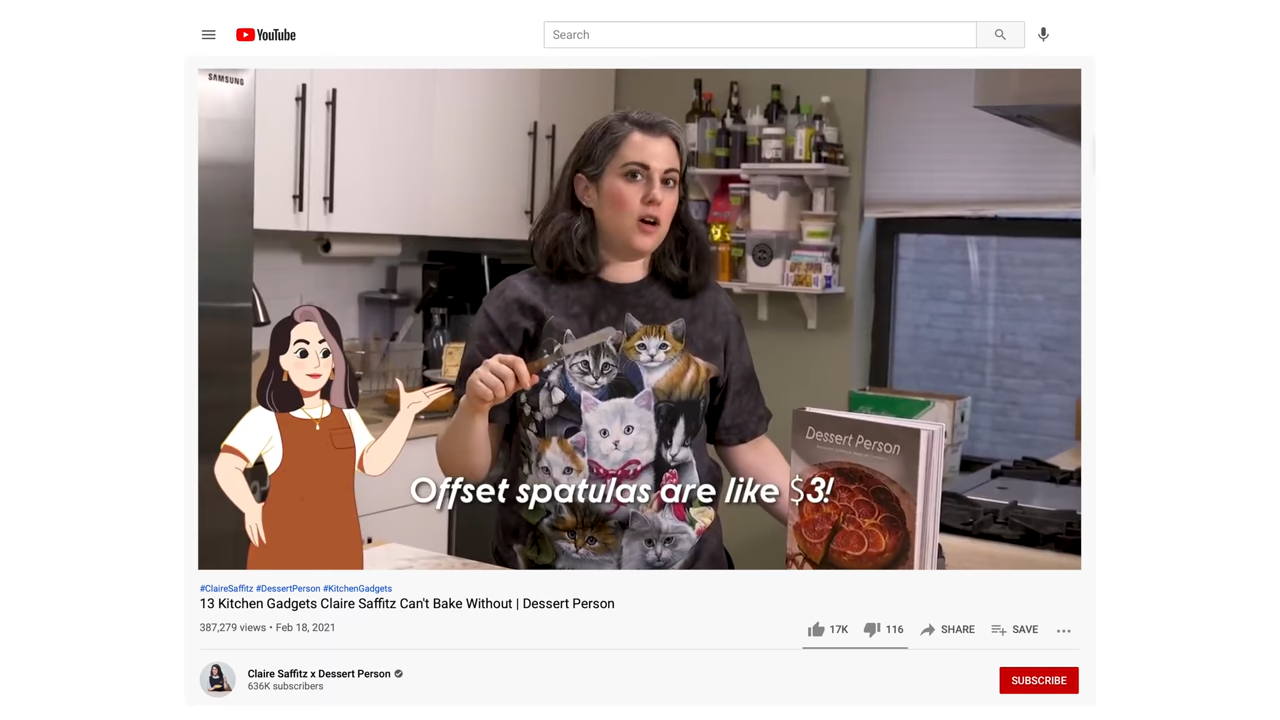 YouTube
Search
SAMSUNG
Dessert Person
Offset spatulas are like $3!
#ClaireSaffitz #DessertPerson #KitchenGadgets
13 Kitchen Gadgets Claire Saffitz Can't Bake Without | Dessert Person
387,279 views • Feb 18, 2021
17K
116
SHARE
SAVE
Claire Saffitz x Dessert Person
636K subscribers
SUBSCRIBE